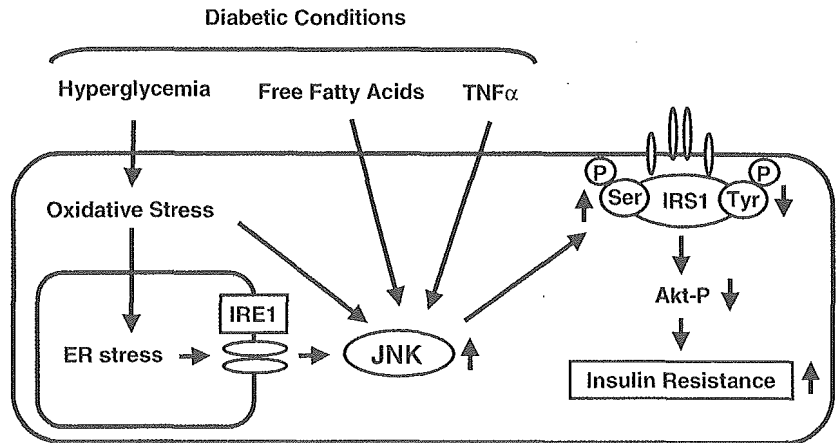 Diabetic Conditions
Hyperglycemia
Free Fatty Acids
TNFα
Oxidative Stress
P
Ser
IRS1
Tyr
P
Akt-P
IRE1
ER stress
JNK
Insulin Resistance